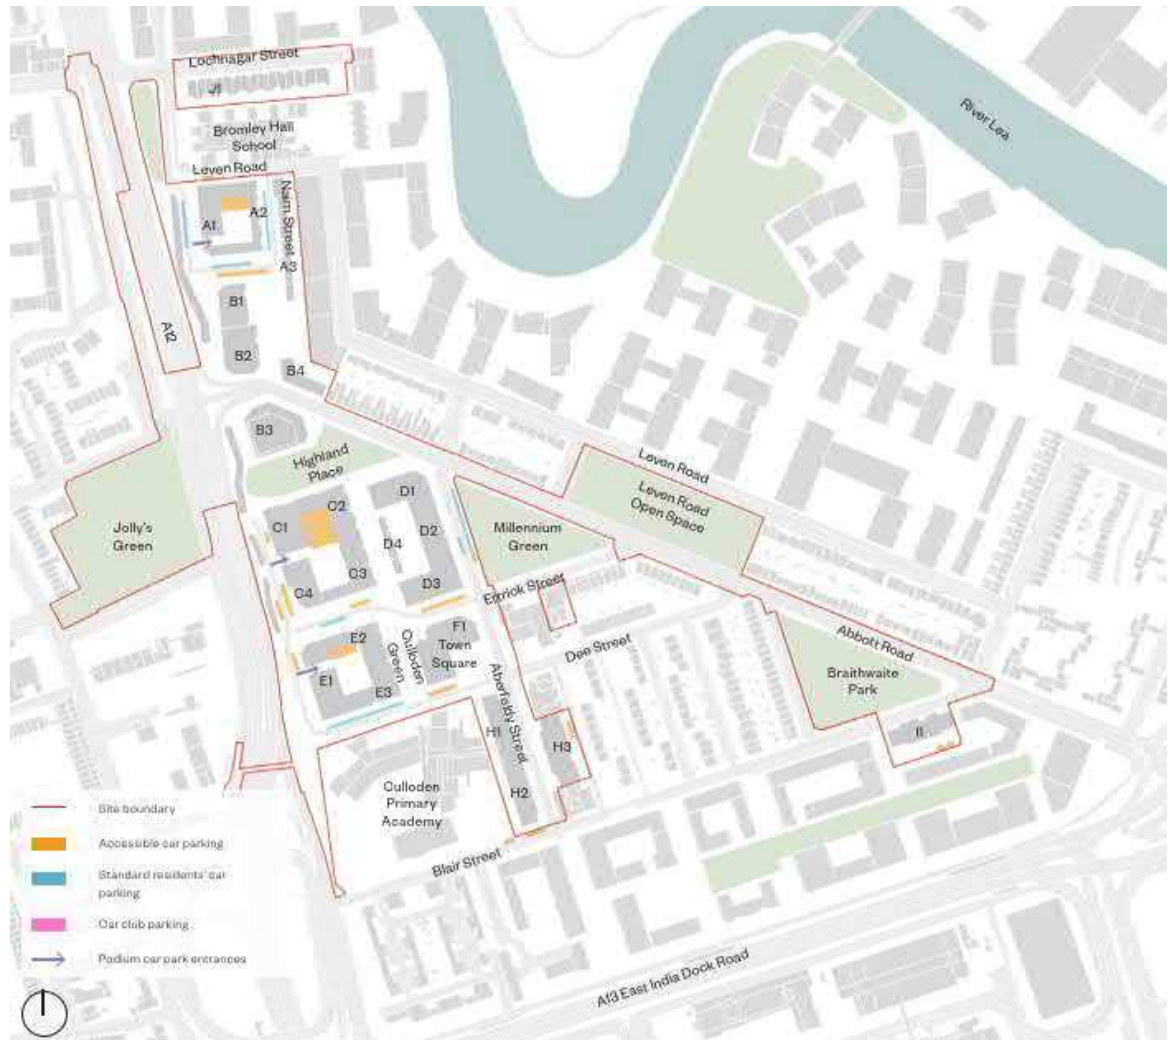 Lochnagar Street
J1
River Lea
Bromley Hall
School
Leven Road
Nairn Street
A1
A2
A3
B1
A12
B2
B4
B3
Highland
Place
Leven Road
Leven Road
Open Space
D1
C2
C1
Jolly's
Green
D2
D4
Millennium
Green
C3
D3
C4
Ettrick Street
F1
Town
Square
E2
Culloden
Green
Dee Street
Abbott Road
Braithwaite
Park
E1
E3
Aberfeldy Street
H1
H3
I1
H2
Culloden
Primary
Academy
Blair Street
A13 East India Dock Road
Site boundary
Accessible car parking
Standard residents' car
parking
Car club parking
Podium car park entrances